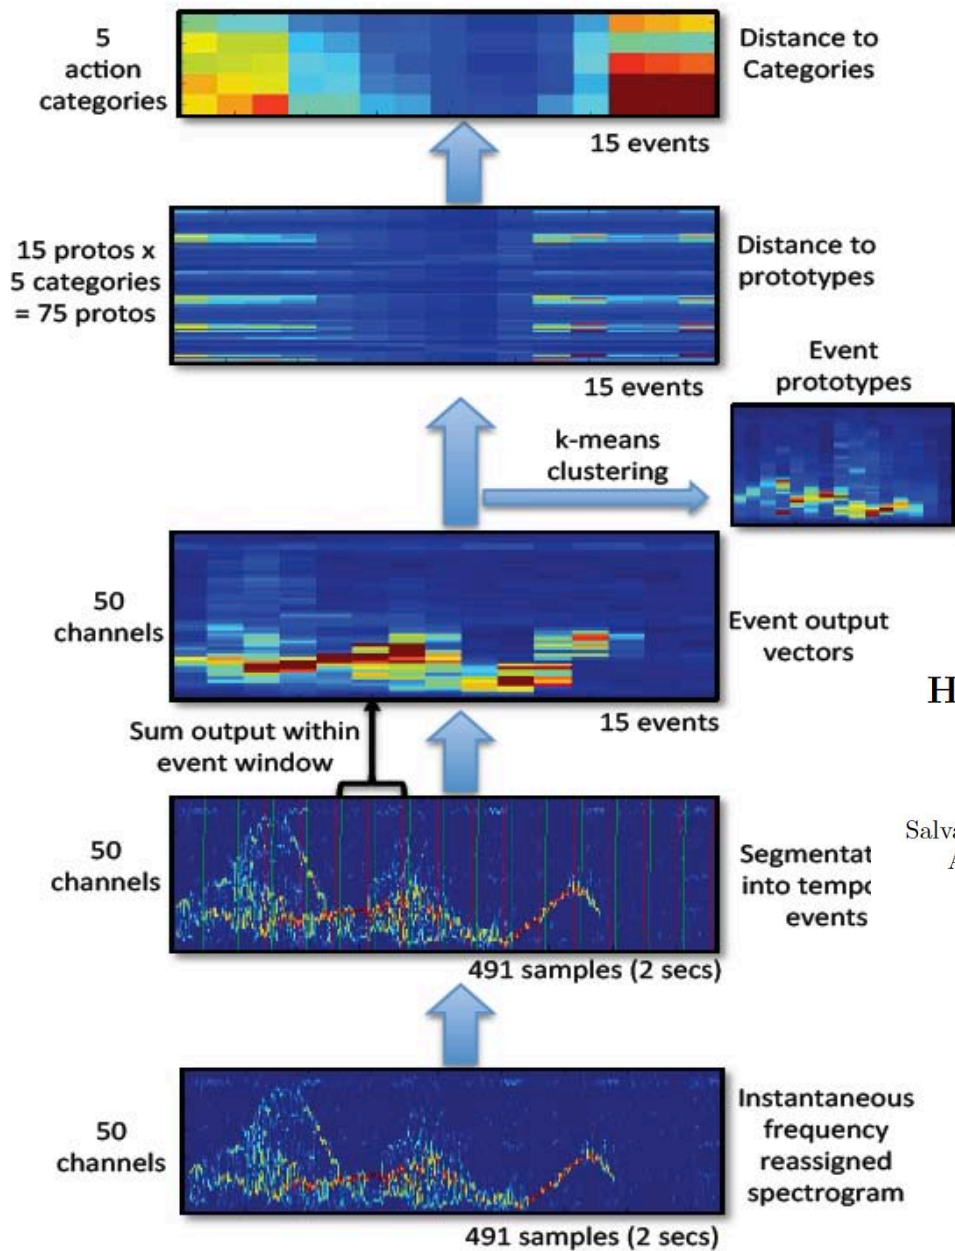 5
action
categories
Distance to
Categories
15 events
15 protos x
5 categories
= 75 protos
Distance to
prototypes
15 events
Event
prototypes
k-means
clustering
50
channels
Event output
vectors
15 events
H
Sum output within
event window
50
channels
Segmentat
into tempo
events
Salva
A
491 samples (2 secs)
50
channels
Instantaneous
frequency
reassigned
spectrogram
491 samples (2 secs)